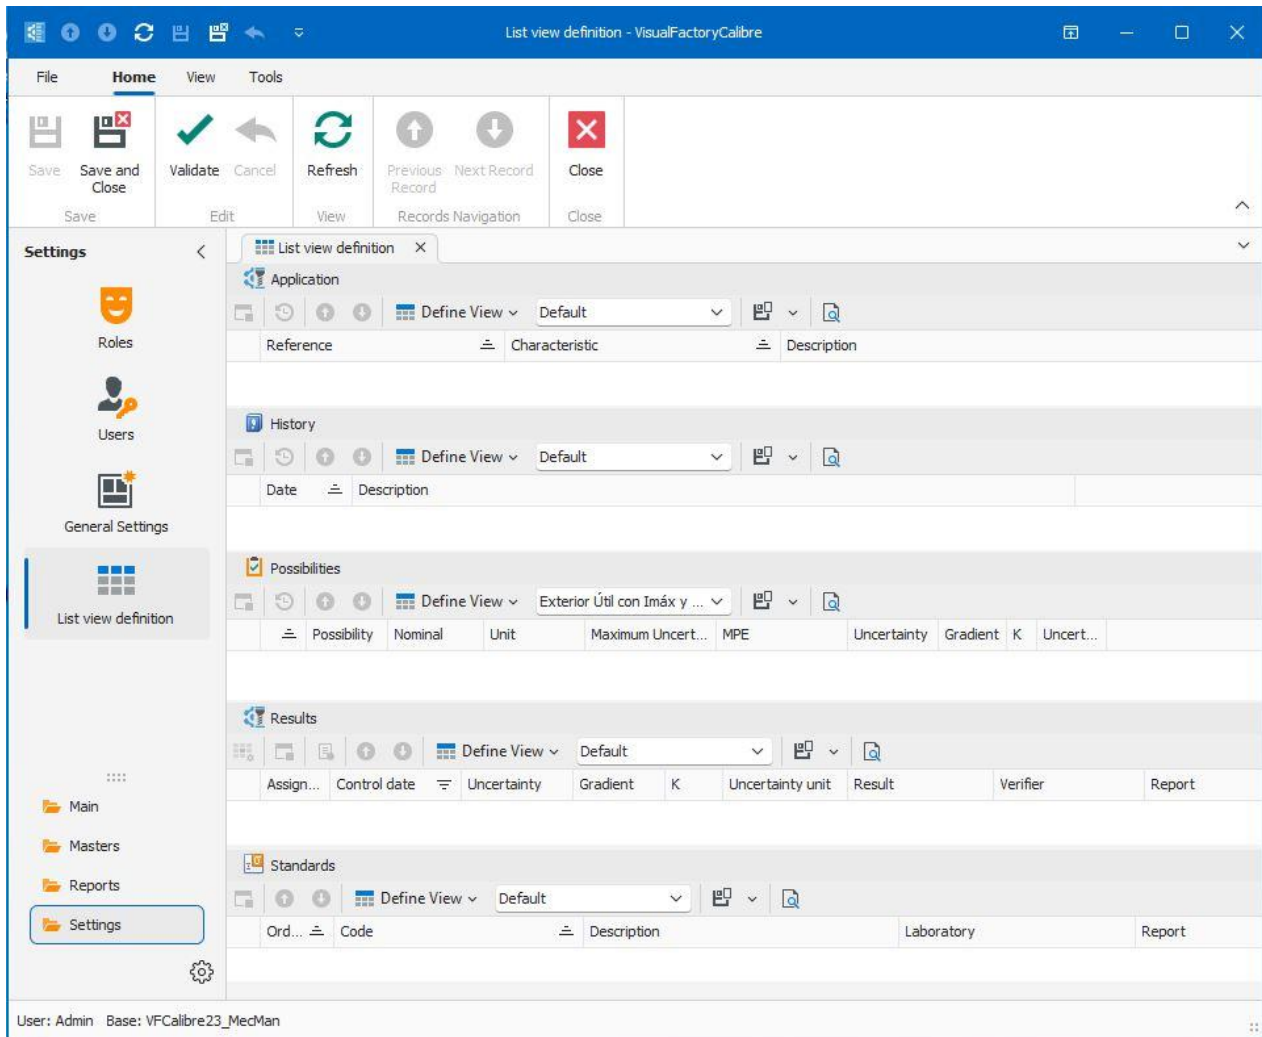 List view definition - VisualFactoryCalibre
File Home View Tools
Save Save and Close Validate Cancel Refresh Previous Record Next Record Close
Save Edit View Records Navigation Close
Settings
Roles
Users
General Settings
List view definition
Main
Masters
Reports
Settings
List view definition
Application
Define View Default
Reference Characteristic Description
History
Define View Default
Date Description
Possibilities
Define View Exterior Útil con Imáx y ...
Possibility Nominal Unit Maximum Uncert... MPE Uncertainty Gradient K Uncert...
Results
Define View Default
Assign... Control date Uncertainty Gradient K Uncertainty unit Result Verifier Report
Standards
Define View Default
Ord... Code Description Laboratory Report
User: Admin Base: VFCalibre23_MecMan